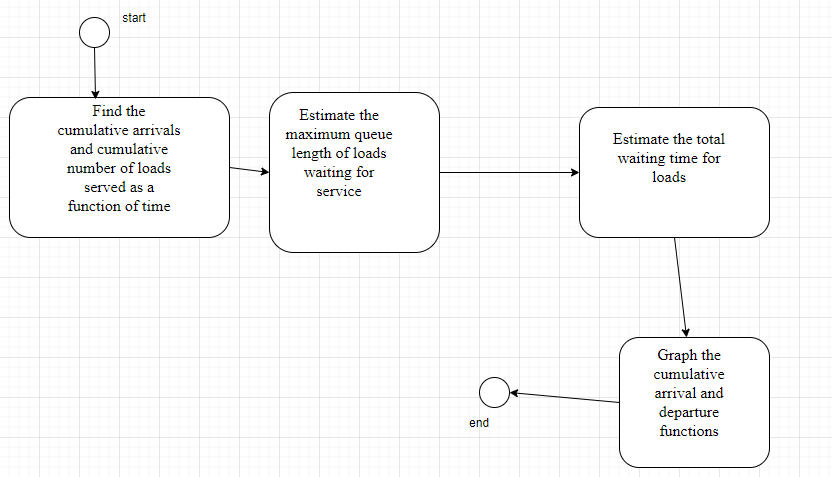 start
Find the
cumulative arrivals
and cumulative
number of loads
served as a
function of time
Estimate the
maximum queue
length of loads
waiting for
service
Estimate the total
waiting time for
loads
Graph the
cumulative
arrival and
departure
functions
end